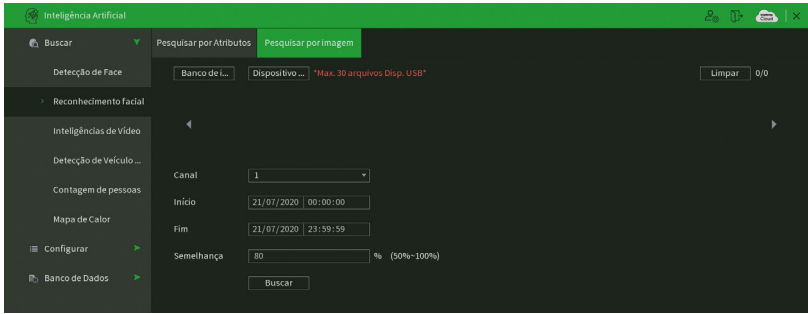 Inteligência Artificial
Cloud
Buscar
Pesquisar por Atributos
Pesquisar por imagem
Detecção de Face
Banco de i...
Dispositivo ...
*Max. 30 arquivos Disp. USB*
Limpar
0/0
Reconhecimento facial
Inteligências de Vídeo
Detecção de Veículo ...
Canal
1
Contagem de pessoas
Início
21/07/2020 00:00:00
Mapa de Calor
Fim
21/07/2020 23:59:59
Configurar
Semelhança
80
% (50%~100%)
Banco de Dados
Buscar